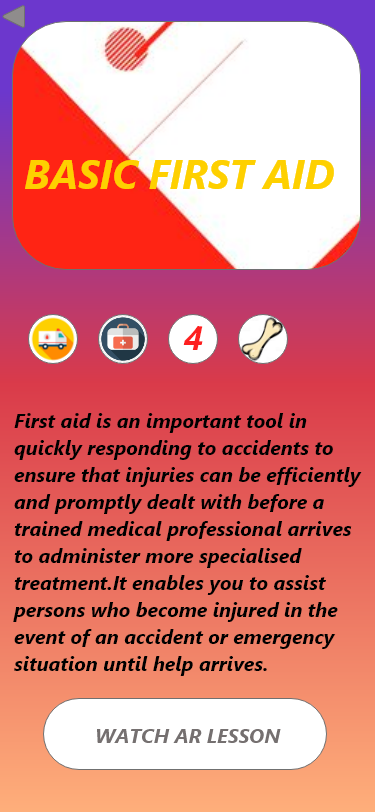 BASIC FIRST AID
4
First aid is an important tool in
quickly responding to accidents to
ensure that injuries can be efficiently
and promptly dealt with before a
trained medical professional arrives
to administer more specialised
treatment.It enables you to assist
persons who become injured in the
event of an accident or emergency
situation until help arrives.
WATCH AR LESSON